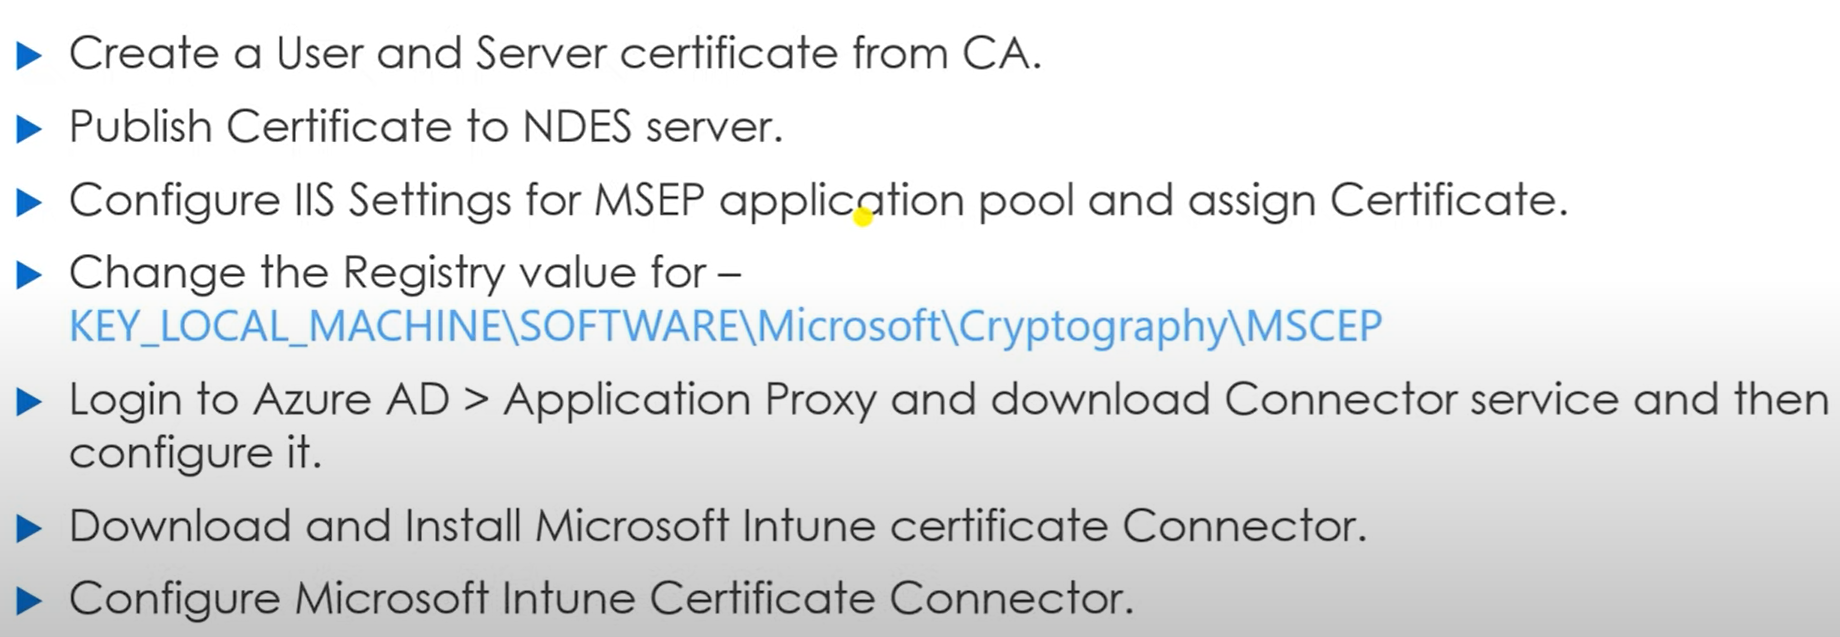 Create a User and Server certificate from CA.
Publish Certificate to NDES server.
Configure IIS Settings for MSEP application pool and assign Certificate.
Change the Registry value for –
KEY_LOCAL_MACHINE\SOFTWARE\Microsoft\Cryptography\MSCEP
Login to Azure AD > Application Proxy and download Connector service and then
configure it.
Download and Install Microsoft Intune certificate Connector.
Configure Microsoft Intune Certificate Connector.